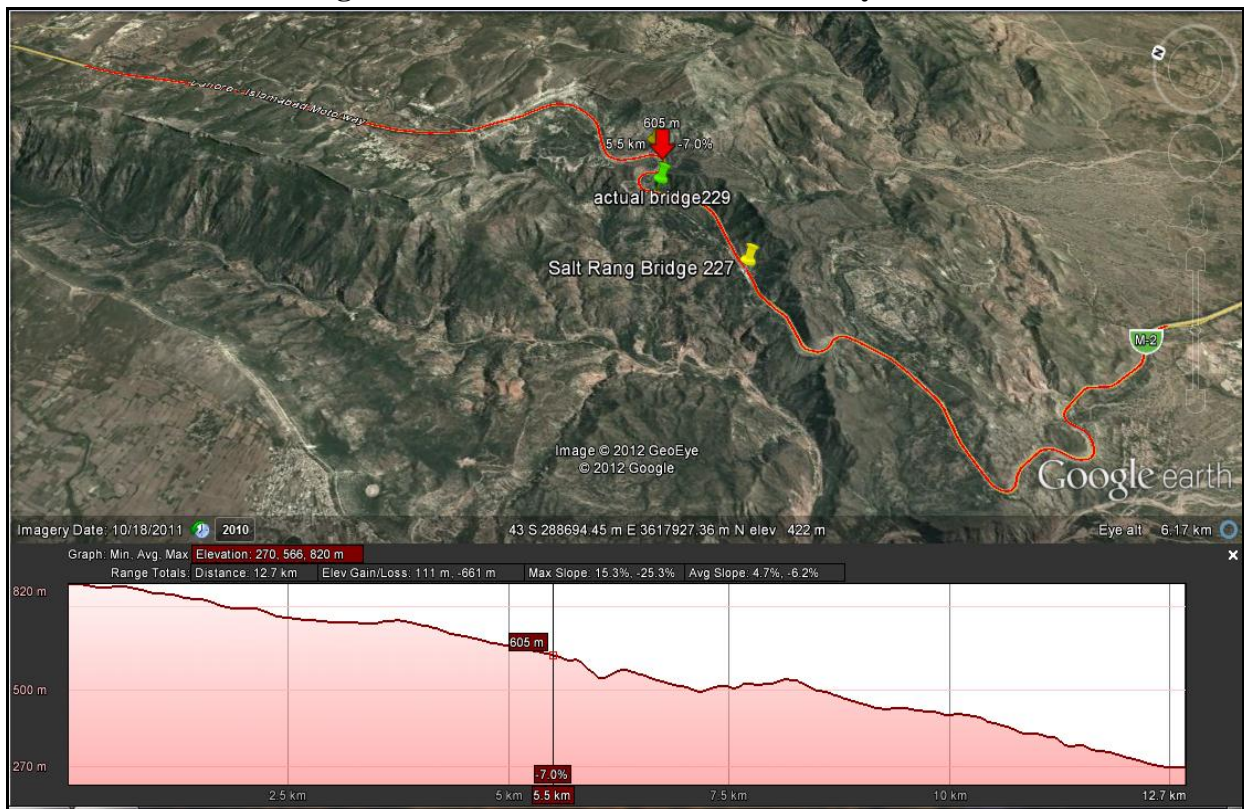 N
Lahore - Islamabad Motorway
605 m
5.5 km
-7.0%
actual bridge229
Salt Rang Bridge 227
M-2
Image © 2012 GeoEye
© 2012 Google
Google earth
Imagery Date: 10/18/2011 2010 43 S 288694.45 m E 3617927.36 m N elev 422 m Eye alt 6.17 km
Graph: Min, Avg, Max Elevation: 270, 566, 820 m
Range Totals: Distance: 12.7 km Elev Gain/Loss: 111 m, -661 m Max Slope: 15.3%, -25.3% Avg Slope: 4.7%, -6.2%
820 m
605 m
500 m
270 m
-7.0%
2.5 km 5 km 5.5 km 7.5 km 10 km 12.7 km